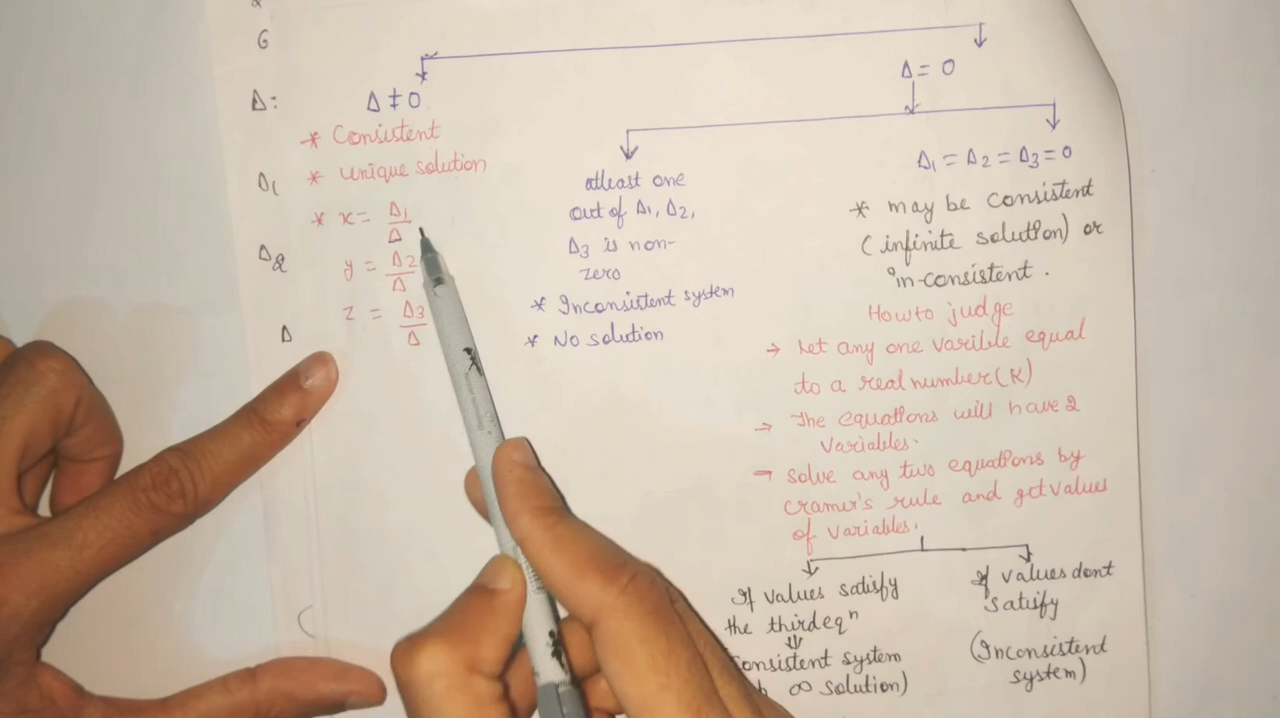 G
Δ:
Δ1
Δ2
Δ
Δ ≠ 0
* Consistent
* unique solution
* x = Δ1/Δ
y = Δ2/Δ
z = Δ3/Δ
Δ = 0
atleast one
out of Δ1, Δ2,
Δ3 is non-
zero
* Inconsistent system
* No solution
Δ1 = Δ2 = Δ3 = 0
* may be consistent
(infinite solution) or
in-consistent.
How to judge
→ Let any one varible equal
to a real number (K)
→ The equations will have 2
variables.
→ solve any two equations by
cramer's rule and get values
of variables.
If values satisfy
the third eqⁿ
⇓
consistent system
∞ solution)
If values dont
satisfy
(Inconsistent
system)